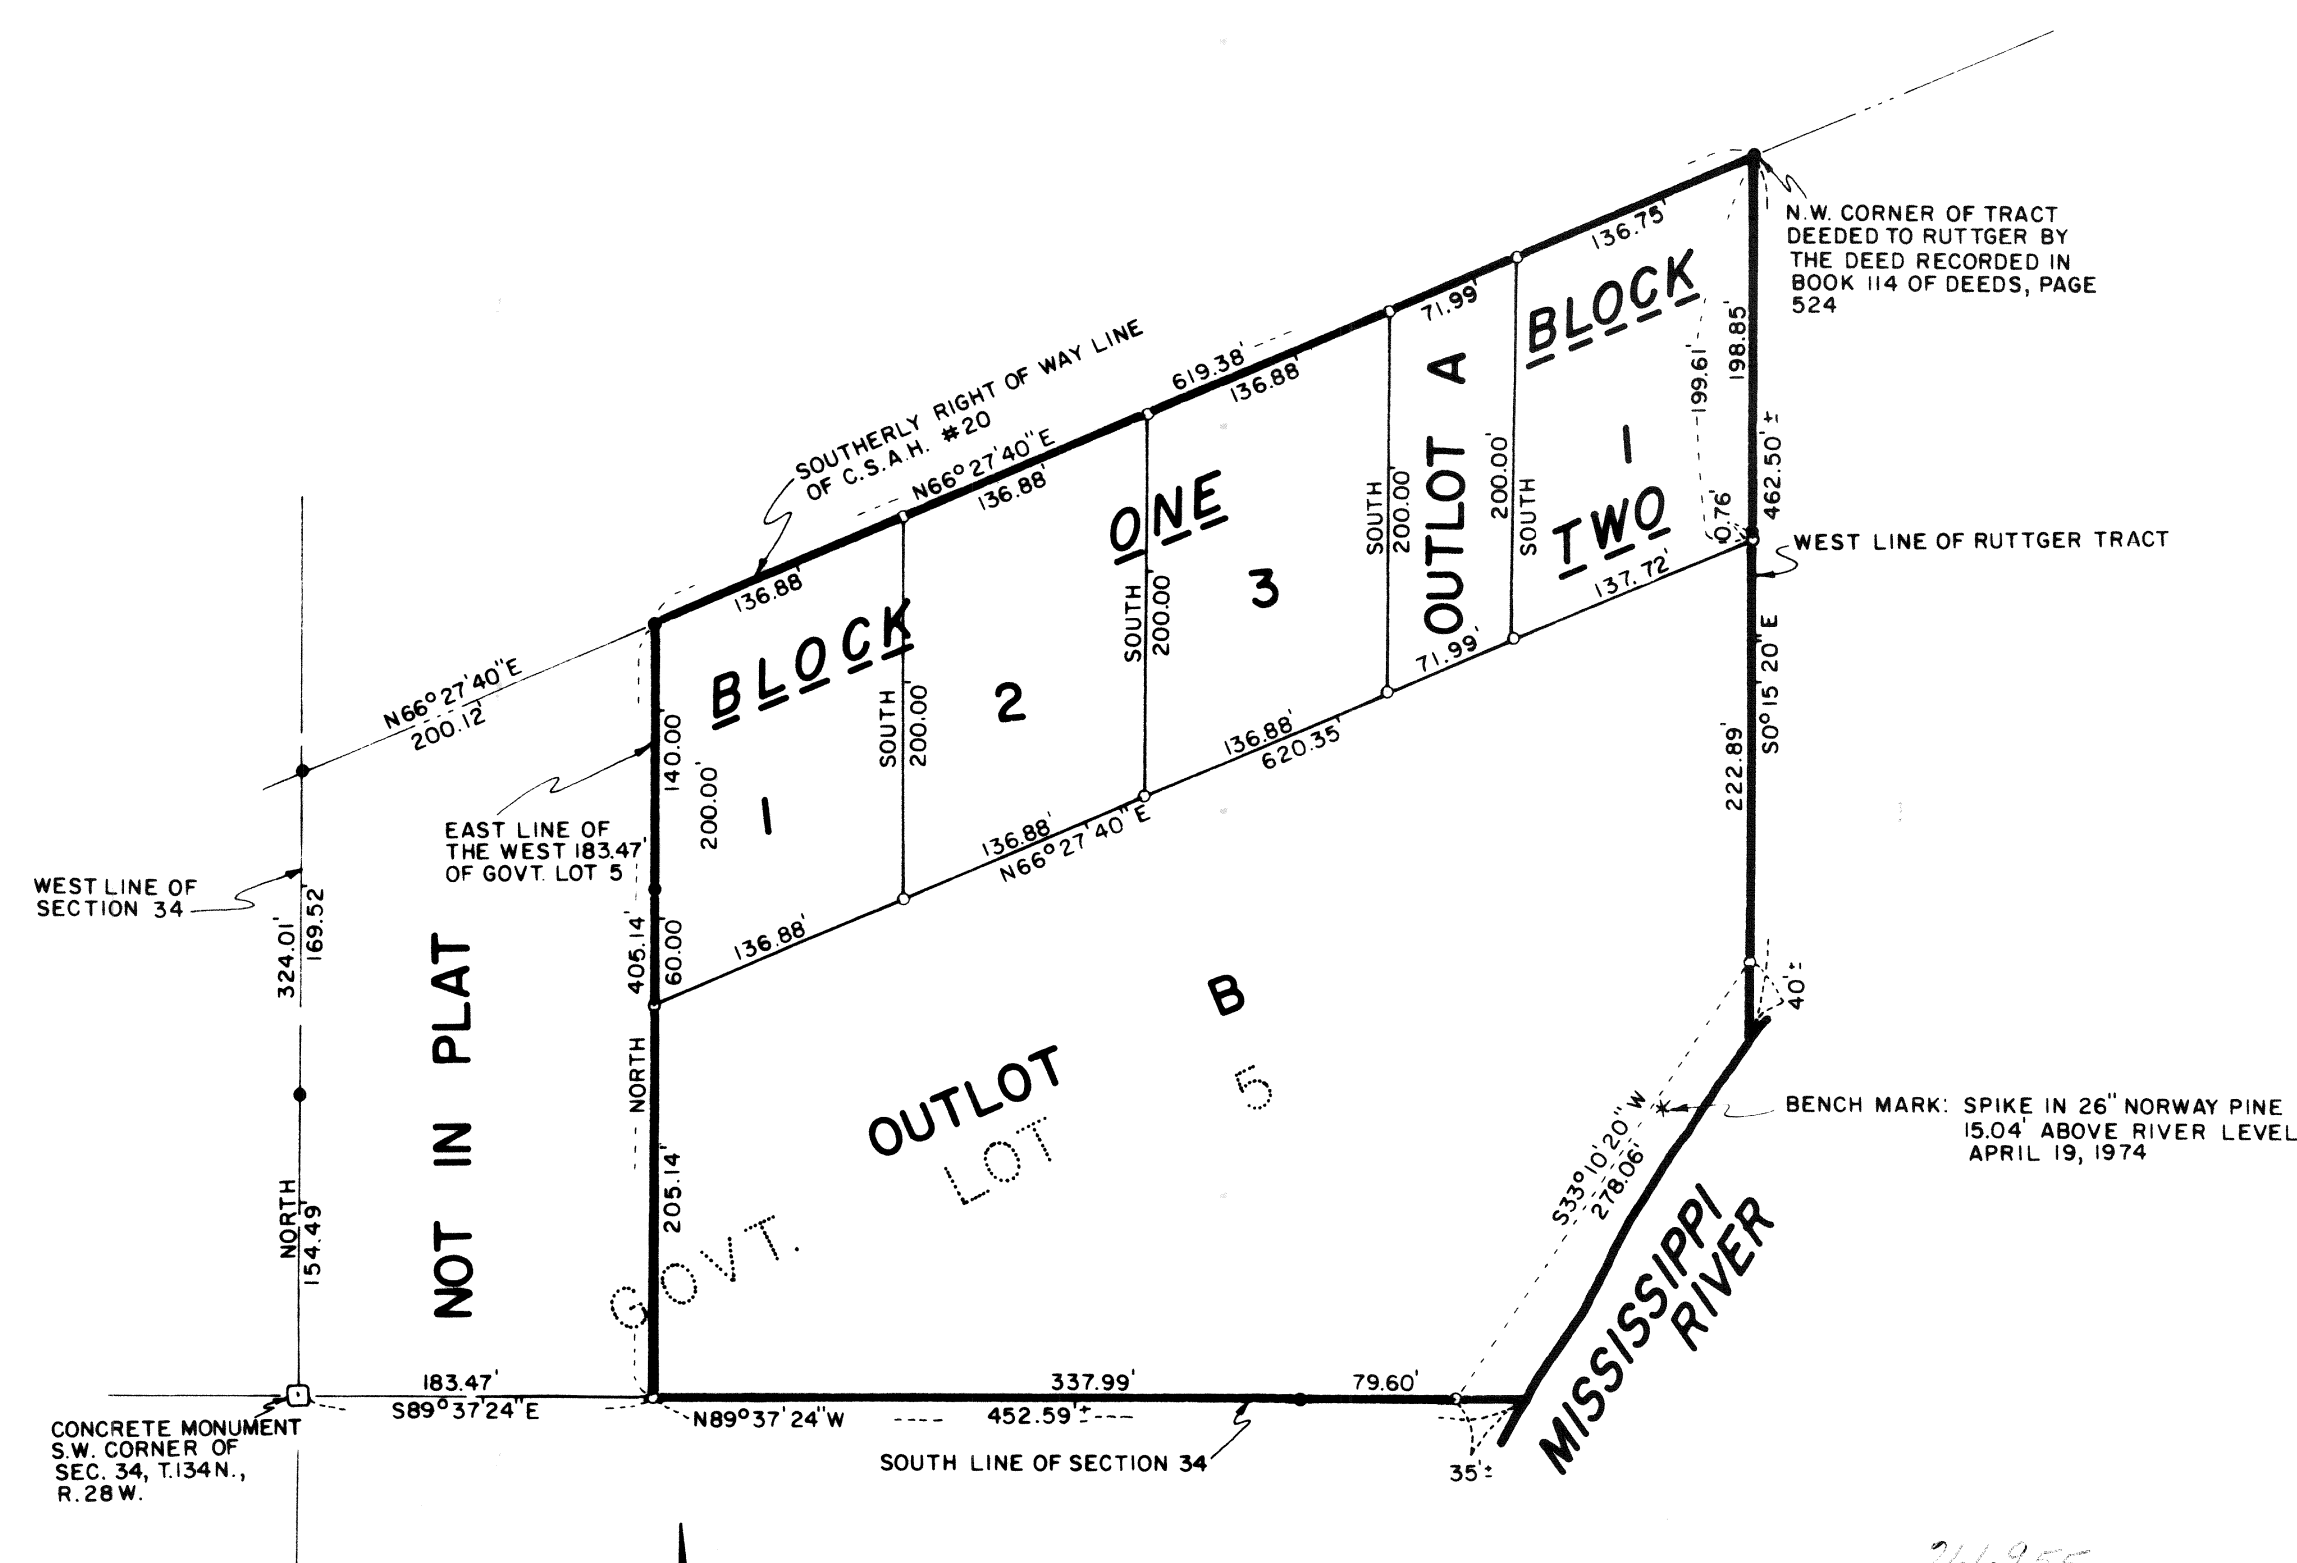 N.W. CORNER OF TRACT
DEEDED TO RUTTGER BY
THE DEED RECORDED IN
BOOK 114 OF DEEDS, PAGE
524
136.75'
BLOCK
1
TWO
198.85'
199.61'
0.76'
462.50'±
71.99'
OUTLOT A
SOUTH
200.00'
200.00'
SOUTH
71.99'
137.72'
WEST LINE OF RUTTGER TRACT
S0°15'20"E
222.89'
40'±
SOUTHERLY RIGHT OF WAY LINE
OF C.S.A.H. #20
619.38'
136.88'
N66°27'40"E
136.88'
136.88'
BLOCK
ONE
1
2
3
SOUTH
200.00'
SOUTH
200.00'
N66°27'40"E
200.12'
140.00'
200.00'
EAST LINE OF
THE WEST 183.47'
OF GOVT. LOT 5
405.14'
60.00'
136.88'
136.88'
N66°27'40"E
136.88'
620.35'
WEST LINE OF
SECTION 34
324.01'
169.52'
NORTH
154.49'
NOT IN PLAT
NORTH
205.14'
OUTLOT B
GOVT. LOT 5
BENCH MARK: SPIKE IN 26" NORWAY PINE
15.04' ABOVE RIVER LEVEL
APRIL 19, 1974
S33°10'20"W
278.06'
MISSISSIPPI
RIVER
183.47'
S89°37'24"E
337.99'
79.60'
N89°37'24"W
452.59'±
35'±
SOUTH LINE OF SECTION 34
CONCRETE MONUMENT
S.W. CORNER OF
SEC. 34, T.134N.,
R.28W.